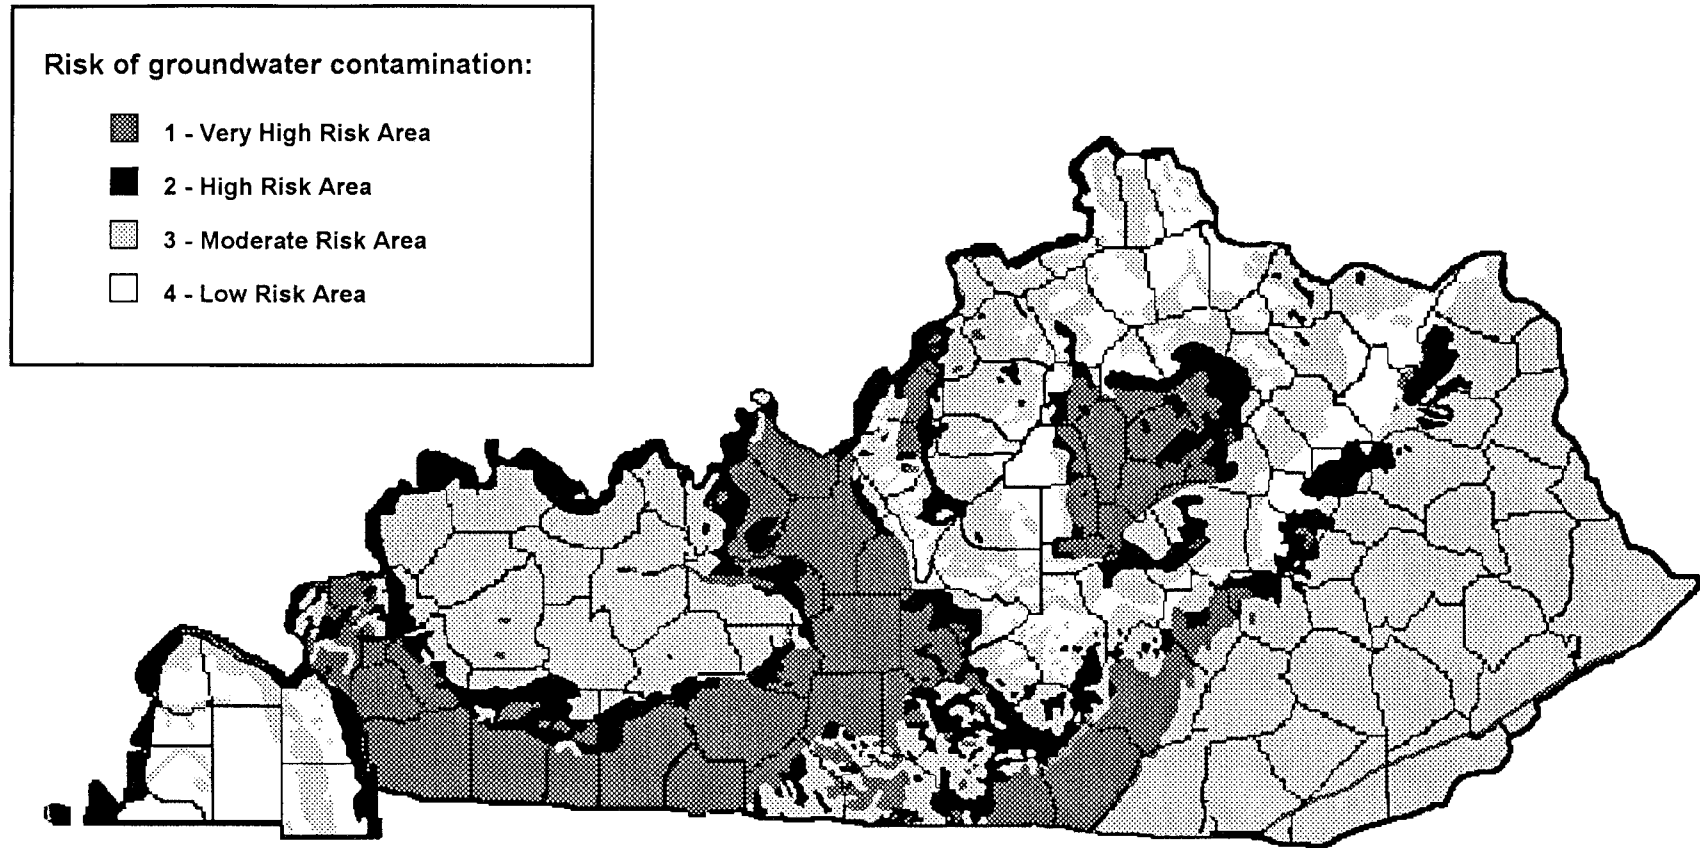 Risk of groundwater contamination:
1 - Very High Risk Area
2 - High Risk Area
3 - Moderate Risk Area
4 - Low Risk Area